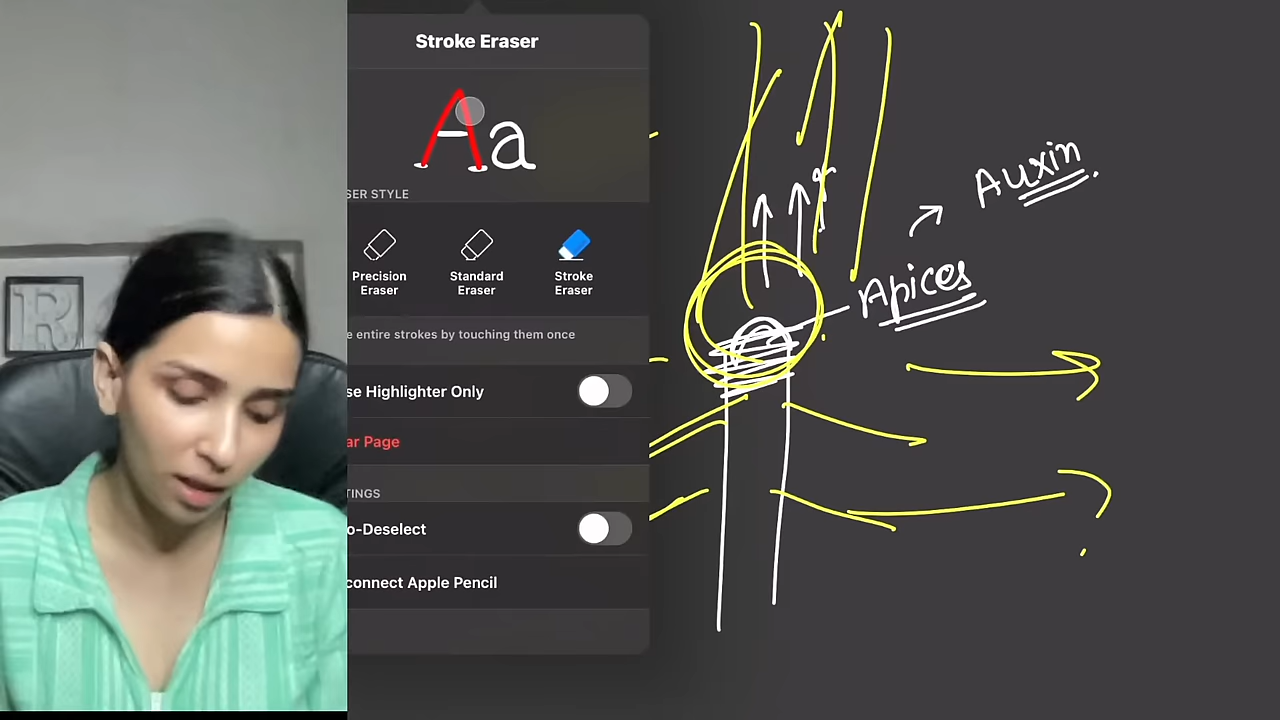 Stroke Eraser
Aa
SER STYLE
Precision Eraser
Standard Eraser
Stroke Eraser
e entire strokes by touching them once
se Highlighter Only
ar Page
TINGS
o-Deselect
connect Apple Pencil
Auxin.
Apices
R